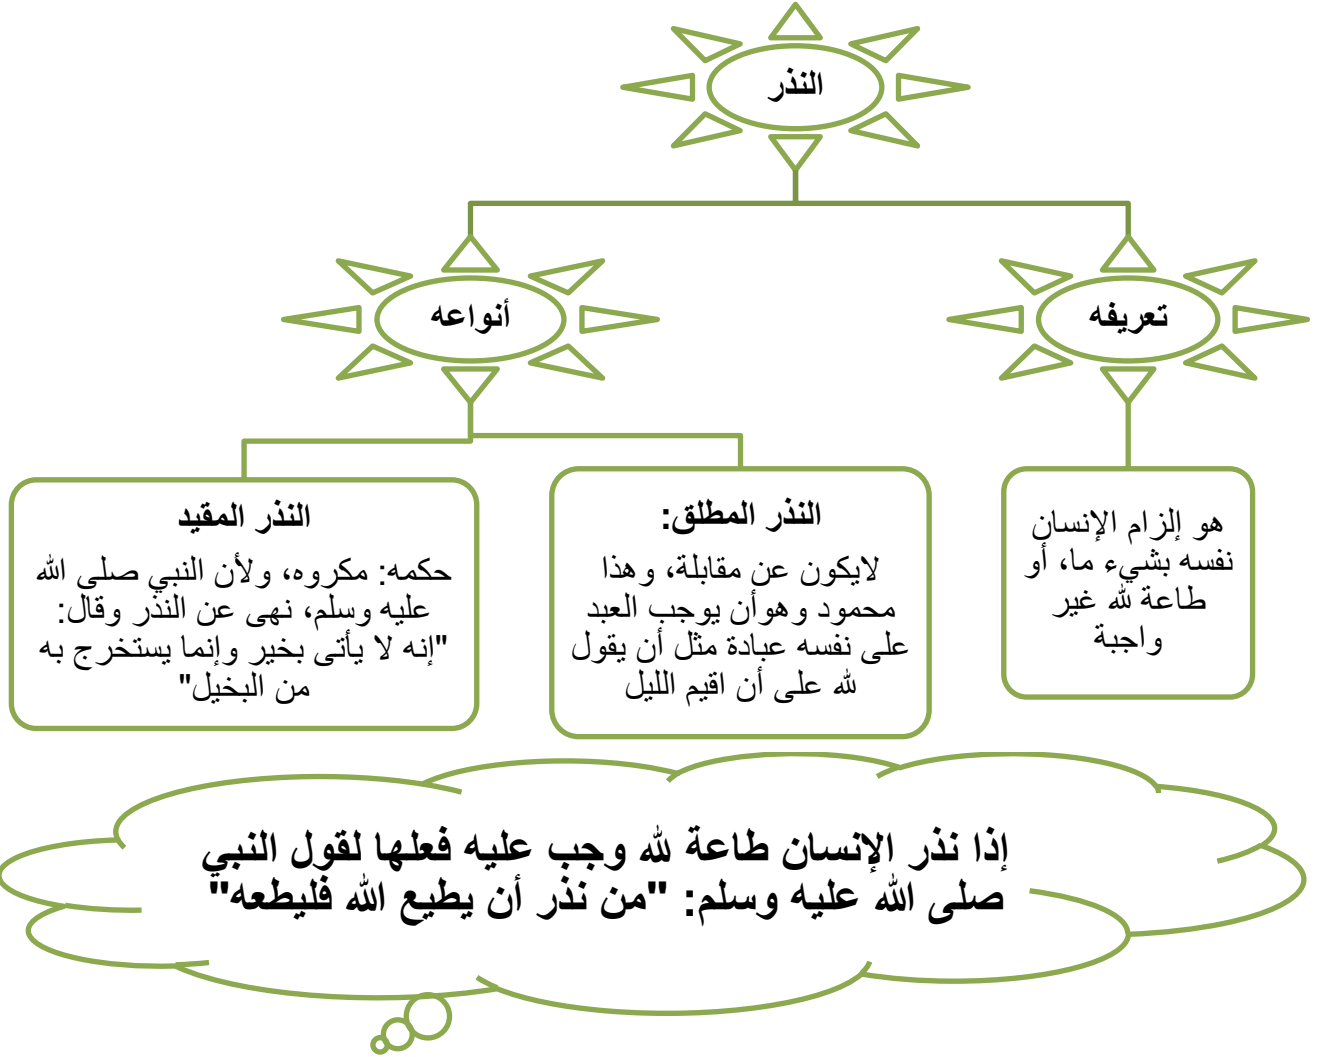 النذر
تعريفه
أنواعه
هو إلزام الإنسان
نفسه بشيء ما، أو
طاعة لله غير
واجبة
النذر المطلق:
لايكون عن مقابلة، وهذا
محمود وهوأن يوجب العبد
على نفسه عبادة مثل أن يقول
لله على أن اقيم الليل
النذر المقيد
حكمه: مكروه، ولأن النبي صلى الله
عليه وسلم، نهى عن النذر وقال:
"إنه لا يأتى بخير وإنما يستخرج به
من البخيل"
إذا نذر الإنسان طاعة لله وجب عليه فعلها لقول النبي
صلى الله عليه وسلم: "من نذر أن يطيع الله فليطعه"